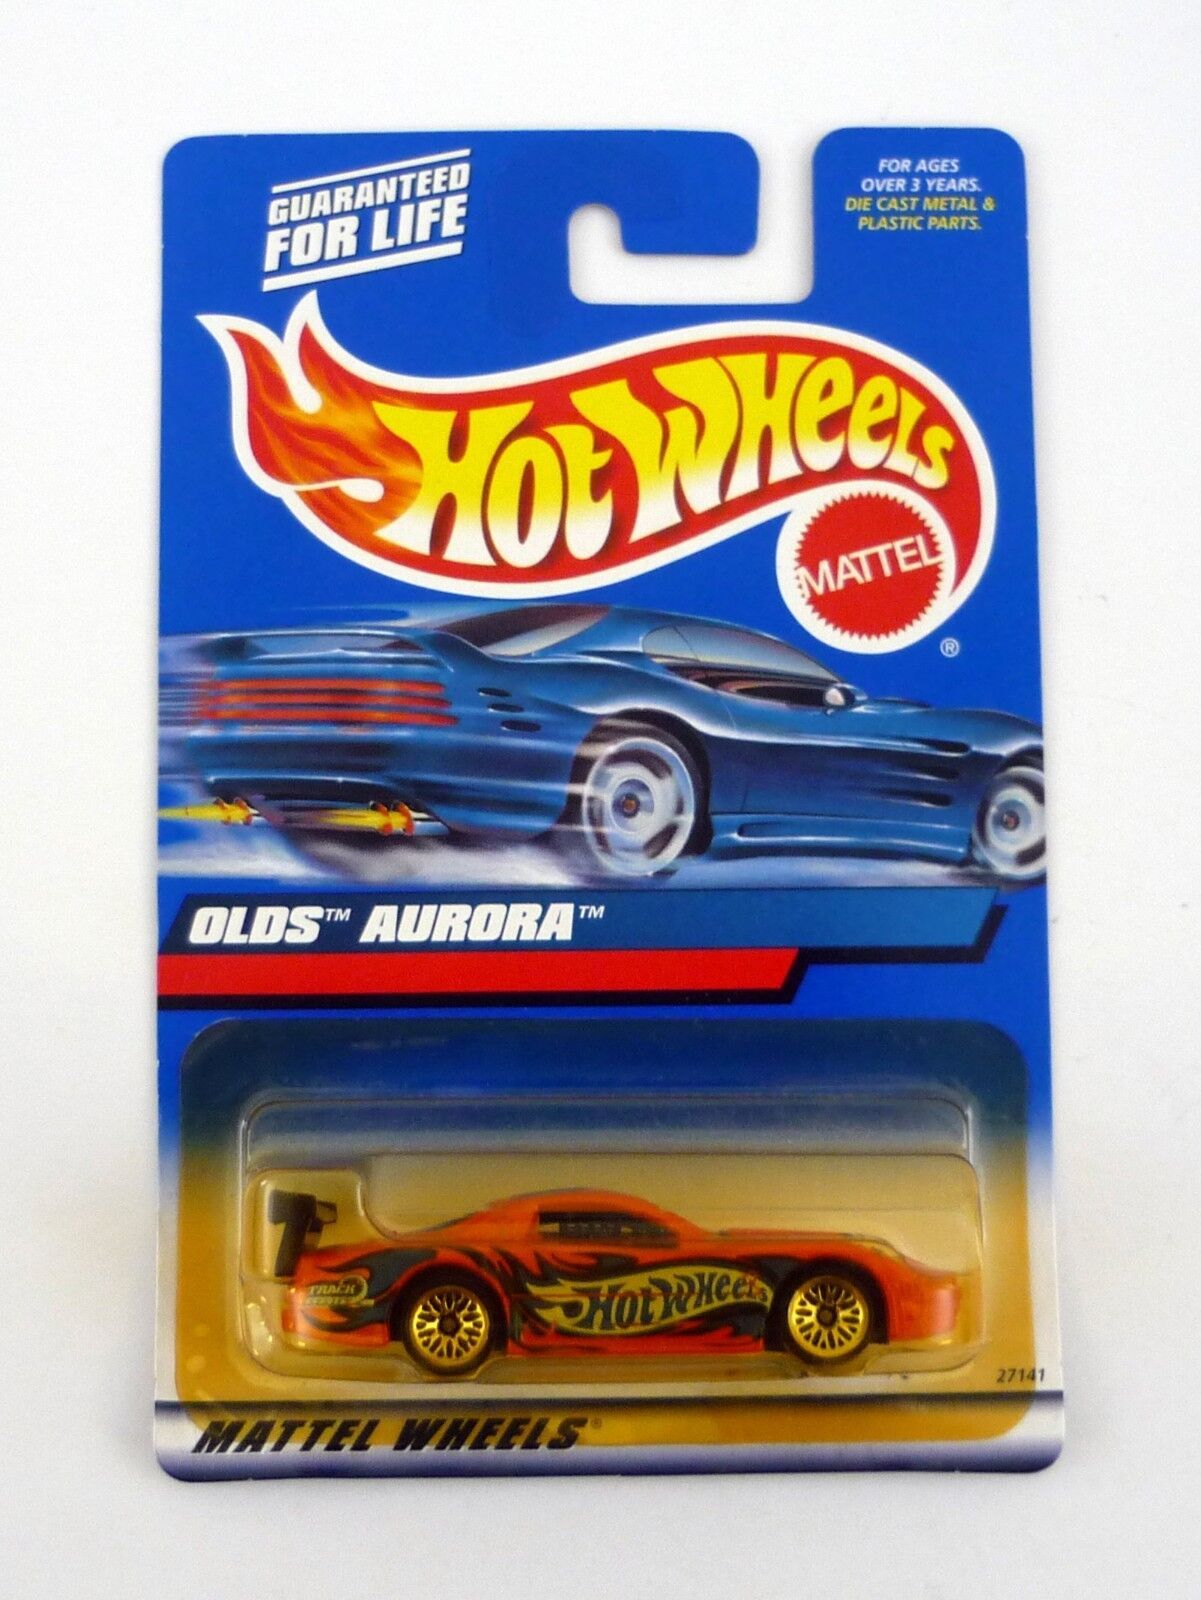 GUARANTEED
FOR LIFE
FOR AGES
OVER 3 YEARS.
DIE CAST METAL &
PLASTIC PARTS.
HOT WHEELS
MATTEL
®
OLDS™ AURORA™
TRACK
HOT WHEELS
27141
MATTEL WHEELS®